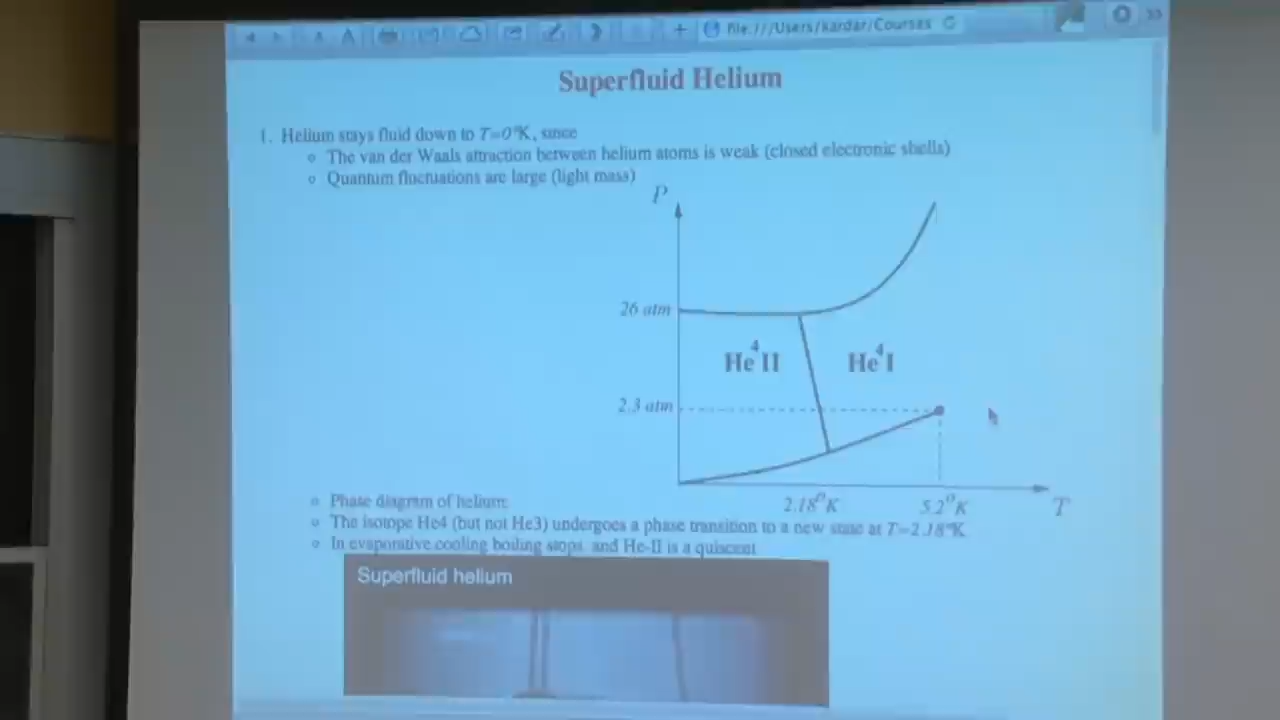 file:///Users/kardar/Courses
Superfluid Helium
1. Helium stays fluid down to T=0°K, since
The van der Waals attraction between helium atoms is weak (closed electronic shells)
Quantum fluctuations are large (light mass)
P
26 atm
He⁴II He⁴I
2.3 atm
2.18°K 5.2°K T
Phase diagram of helium:
The isotope He4 (but not He3) undergoes a phase transition to a new state at T=2.18°K
In evaporative cooling boiling stops, and He-II is a quiscent
Superfluid helium